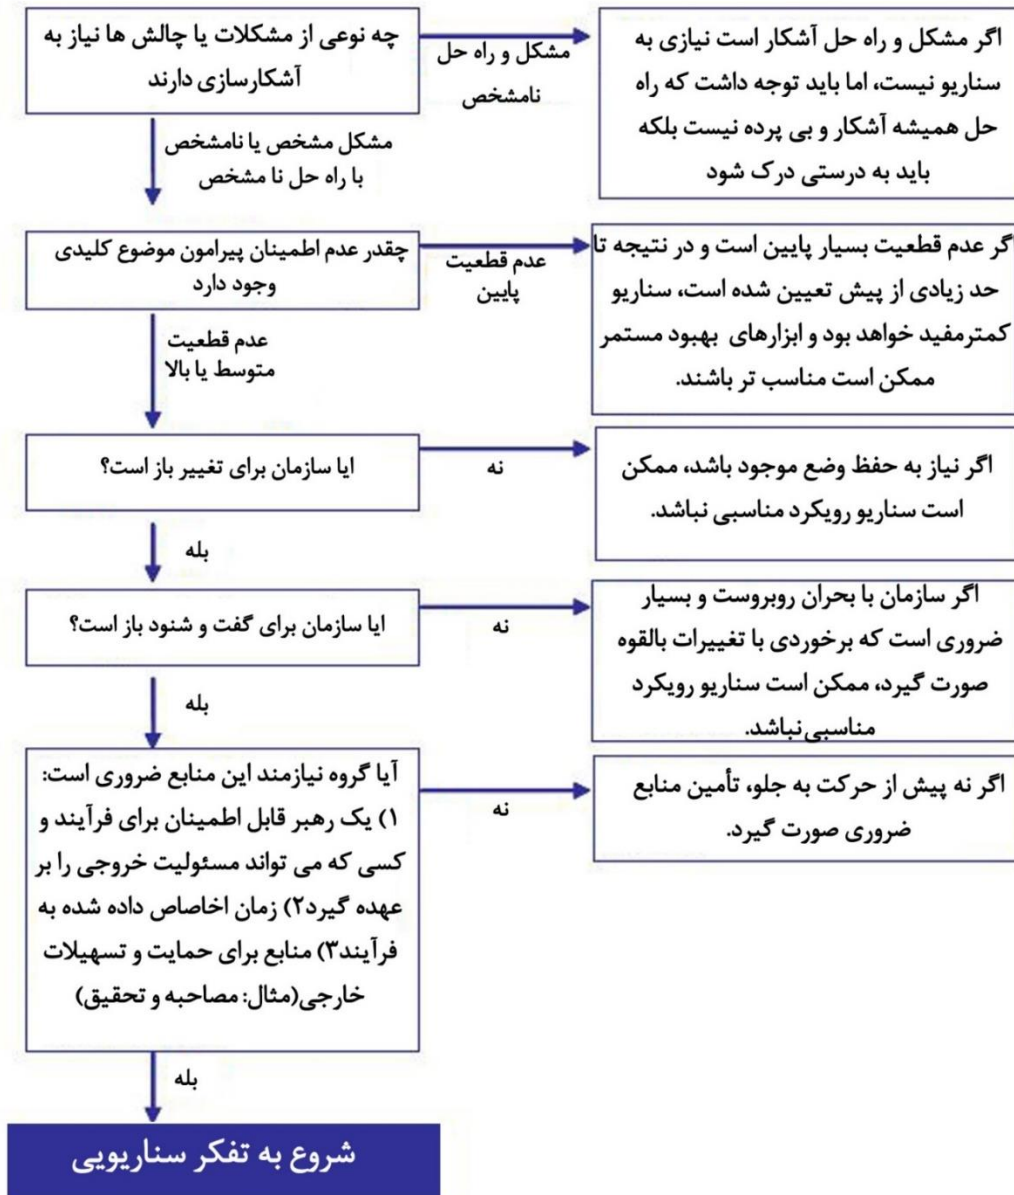 چه نوعی از مشکلات یا چالش ها نیاز به
آشکارسازی دارند
مشکل و راه حل
نامشخص
اگر مشکل و راه حل آشکار است نیازی به
سناریو نیست، اما باید توجه داشت که راه
حل همیشه آشکار و بی پرده نیست بلکه
باید به درستی درک شود
مشکل مشخص یا نامشخص
با راه حل نا مشخص
چقدر عدم اطمینان پیرامون موضوع کلیدی
وجود دارد
عدم قطعیت
پایین
گر عدم قطعیت بسیار پایین است و در نتیجه تا
حد زیادی از پیش تعیین شده است، سناریو
کمترمفید خواهد بود و ابزارهای بهبود مستمر
ممکن است مناسب تر باشند.
عدم قطعیت
متوسط یا بالا
ایا سازمان برای تغییر باز است؟
نه
اگر نیاز به حفظ وضع موجود باشد، ممکن
است سناریو رویکرد مناسبی نباشد.
بله
ایا سازمان برای گفت و شنود باز است؟
نه
اگر سازمان با بحران روبروست و بسیار
ضروری است که برخوردی با تغییرات بالقوه
صورت گیرد، ممکن است سناریو رویکرد
مناسبی نباشد.
بله
آیا گروه نیازمند این منابع ضروری است:
۱) یک رهبر قابل اطمینان برای فرآیند و
کسی که می تواند مسئولیت خروجی را بر
عهده گیرد۲) زمان اخاصاص داده شده به
فرآیند۳) منابع برای حمایت و تسهیلات
خارجی(مثال: مصاحبه و تحقیق)
نه
اگر نه پیش از حرکت به جلو، تأمین منابع
ضروری صورت گیرد.
بله
شروع به تفکر سناریویی